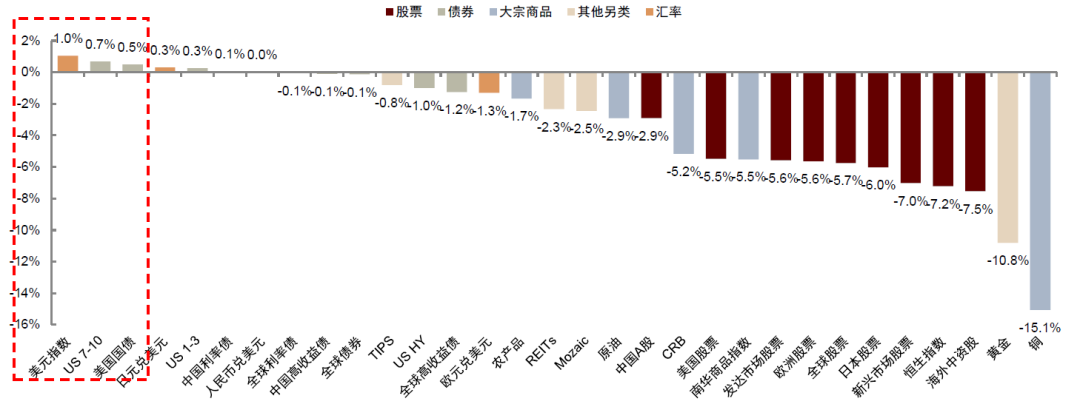 股票 债券 大宗商品 其他另类 汇率
2%
0%
-2%
-4%
-6%
-8%
-10%
-12%
-14%
-16%
1.0% 0.7% 0.5% 0.3% 0.3% 0.1% 0.0% -0.1% -0.1% -0.1% -0.8% -1.0% -1.2% -1.3% -1.7% -2.3% -2.5% -2.9% -2.9% -5.2% -5.5% -5.5% -5.6% -5.6% -5.7% -6.0% -7.0% -7.2% -7.5% -10.8% -15.1%
美元指数
US 7-10
美国国债
日元兑美元
US 1-3
中国利率债
人民币兑美元
全球利率债
中国高收益债
全球债券
TIPS
US HY
全球高收益债
欧元兑美元
农产品
REITs
Mozaic
原油
中国A股
CRB
美国股票
南华商品指数
发达市场股票
欧洲股票
全球股票
日本股票
新兴市场股票
恒生指数
海外中资股
黄金
铜